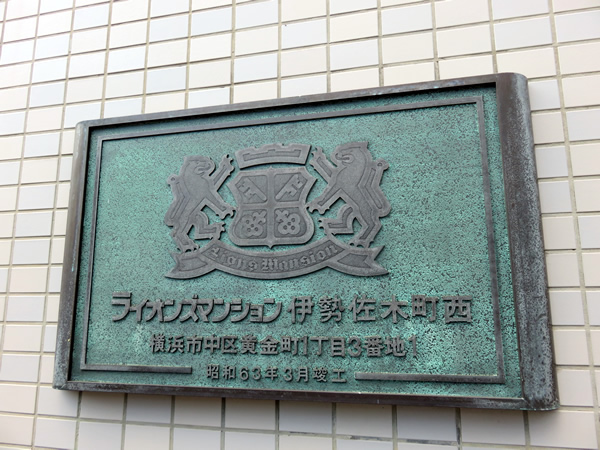 Lion's Mansion
ライオンズマンション 伊勢佐木町西
横浜市中区黄金町1丁目3番地1
昭和63年3月竣工